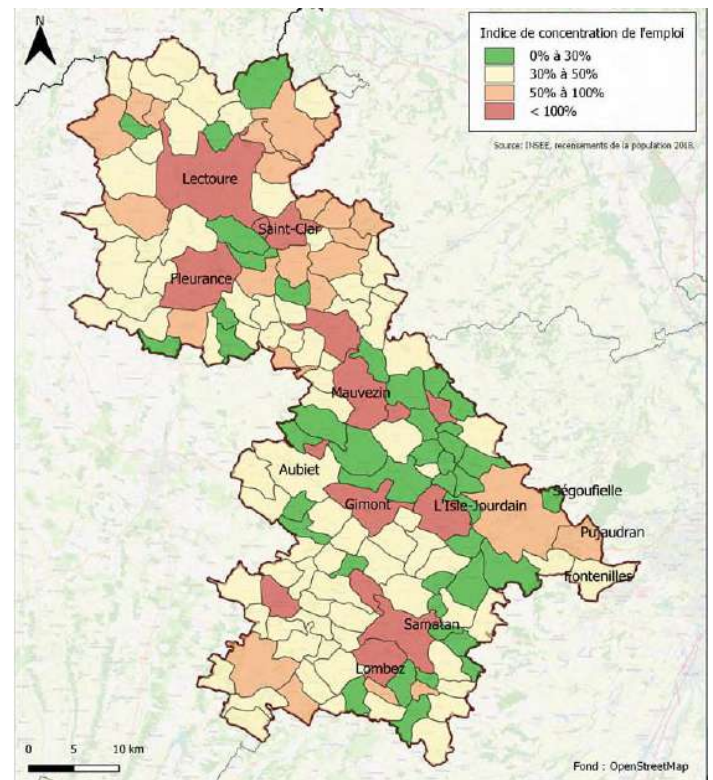 N
Indice de concentration de l'emploi
0% à 30%
30% à 50%
50% à 100%
< 100%
Source: INSEE, recensements de la population 2018.
Lectoure
Saint-Clar
Fleurance
Mauvezin
Aubiet
Ségoufielle
Gimont
L'Isle-Jourdain
Pujaudran
Fontenilles
Samatan
Lombez
0 5 10 km
Fond : OpenStreetMap